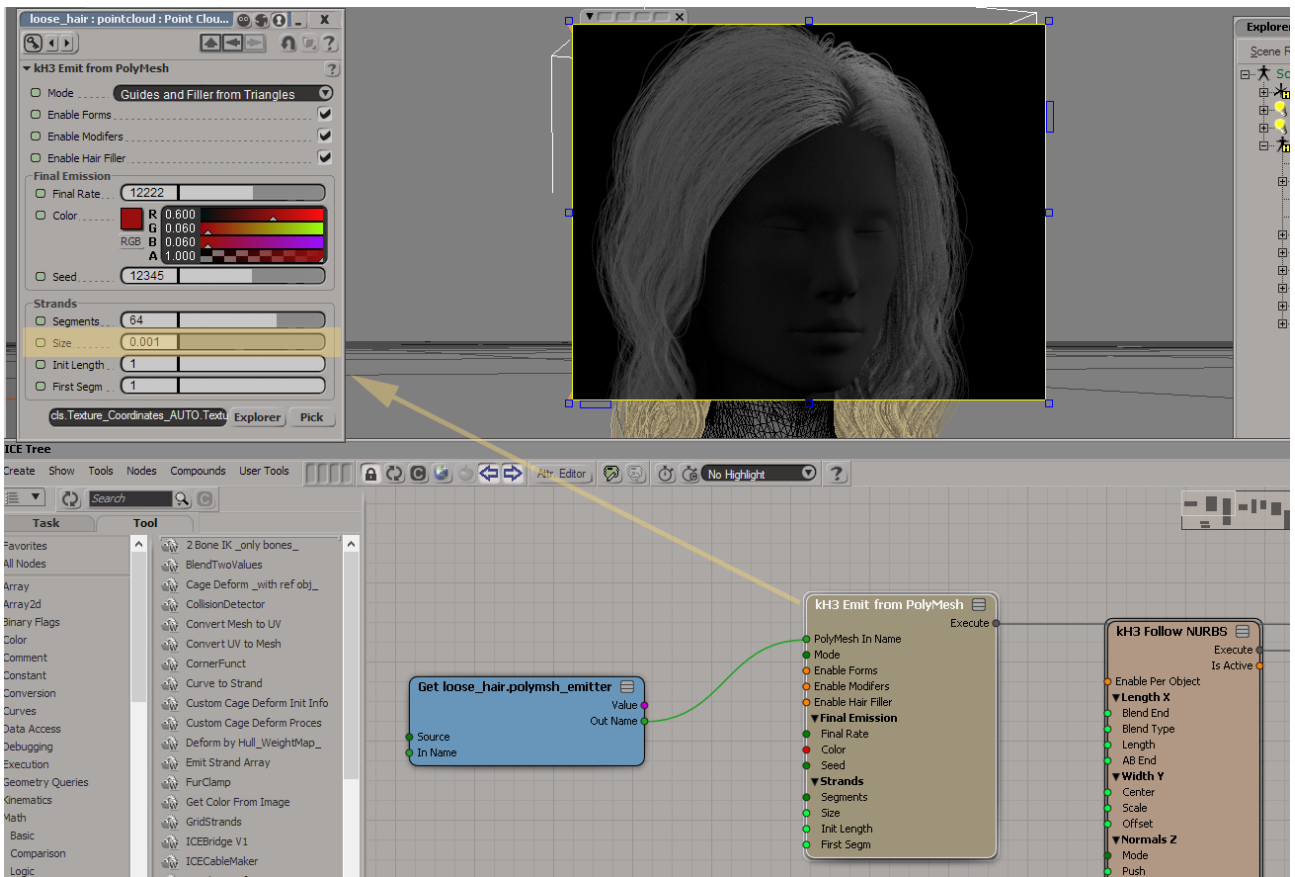 loose_hair : pointcloud : Point Clou...
X
kH3 Emit from PolyMesh
?
Mode
Guides and Filler from Triangles
Enable Forms
Enable Modifers
Enable Hair Filler
Final Emission
Final Rate
12222
Color
R 0.600
G 0.060
RGB B 0.060
A 1.000
Seed
12345
Strands
Segments
64
Size
0.001
Init Length
1
First Segm
1
cls.Texture_Coordinates_AUTO.Textu
Explorer
Pick
Explorer
Scene R
Sc
ICE Tree
Create Show Tools Nodes Compounds User Tools
Attr. Editor
No Highlight
?
Search
Task
Tool
Favorites
All Nodes
Array
Array2d
Binary Flags
Color
Comment
Constant
Conversion
Curves
Data Access
Debugging
Execution
Geometry Queries
Kinematics
Math
Basic
Comparison
Logic
2 Bone IK _only bones_
BlendTwoValues
Cage Deform _with ref obj_
CollisionDetector
Convert Mesh to UV
Convert UV to Mesh
CornerFunct
Curve to Strand
Custom Cage Deform Init Info
Custom Cage Deform Proces
Deform by Hull_WeightMap_
Emit Strand Array
FurClamp
Get Color From Image
GridStrands
ICEBridge V1
ICECableMaker
Get loose_hair.polymsh_emitter
Value
Out Name
Source
In Name
kH3 Emit from PolyMesh
Execute
PolyMesh In Name
Mode
Enable Forms
Enable Modifers
Enable Hair Filler
Final Emission
Final Rate
Color
Seed
Strands
Segments
Size
Init Length
First Segm
kH3 Follow NURBS
Execute
Is Active
Enable Per Object
Length X
Blend End
Blend Type
Length
AB End
Width Y
Center
Scale
Offset
Normals Z
Mode
Push